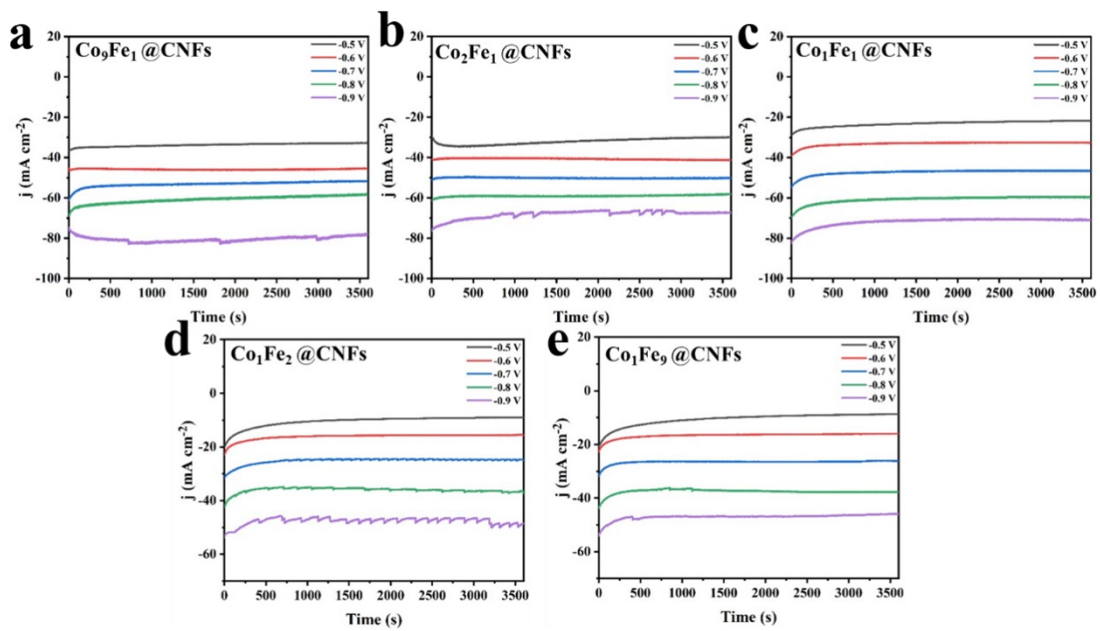 a
Co₉Fe₁@CNFs
-0.5 V
-0.6 V
-0.7 V
-0.8 V
-0.9 V
20
0
-20
-40
-60
-80
-100
j (mA cm⁻²)
0 500 1000 1500 2000 2500 3000 3500
Time (s)
b
Co₂Fe₁@CNFs
-0.5 V
-0.6 V
-0.7 V
-0.8 V
-0.9 V
20
0
-20
-40
-60
-80
-100
j (mA cm⁻²)
0 500 1000 1500 2000 2500 3000 3500
Time (s)
c
Co₁Fe₁@CNFs
-0.5 V
-0.6 V
-0.7 V
-0.8 V
-0.9 V
20
0
-20
-40
-60
-80
-100
j (mA cm⁻²)
0 500 1000 1500 2000 2500 3000 3500
Time (s)
d
Co₁Fe₂@CNFs
-0.5 V
-0.6 V
-0.7 V
-0.8 V
-0.9 V
20
0
-20
-40
-60
j (mA cm⁻²)
0 500 1000 1500 2000 2500 3000 3500
Time (s)
e
Co₁Fe₉@CNFs
-0.5 V
-0.6 V
-0.7 V
-0.8 V
-0.9 V
20
0
-20
-40
-60
j (mA cm⁻²)
0 500 1000 1500 2000 2500 3000 3500
Time (s)